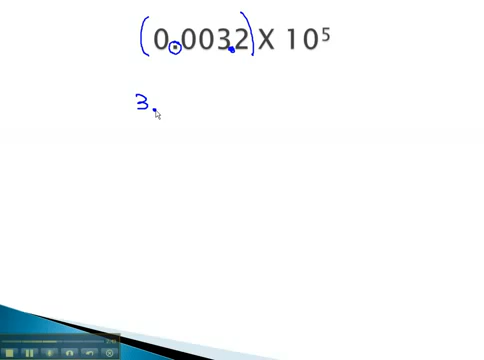 (0.0032) X 10⁵
3.